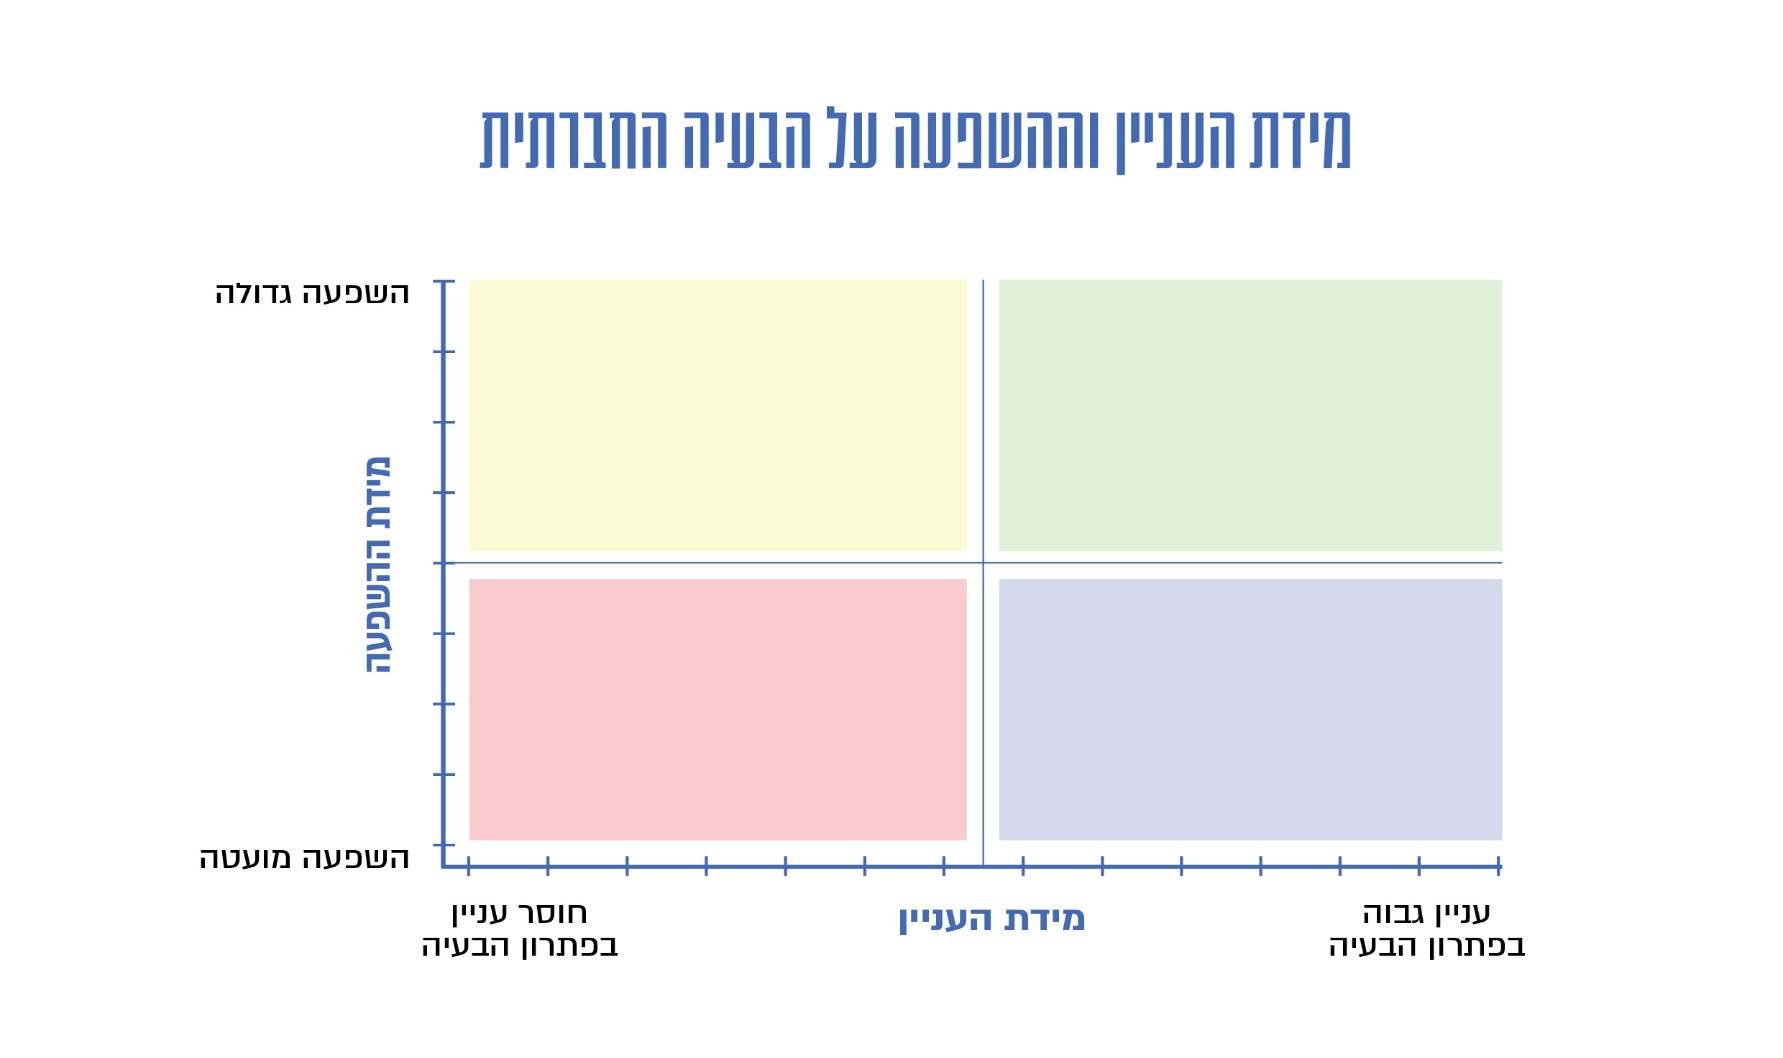 מידת העניין וההשפעה על הבעיה החברתית
השפעה גדולה
מידת ההשפעה
השפעה מועטה
חוסר עניין
בפתרון הבעיה
מידת העניין
עניין גבוה
בפתרון הבעיה